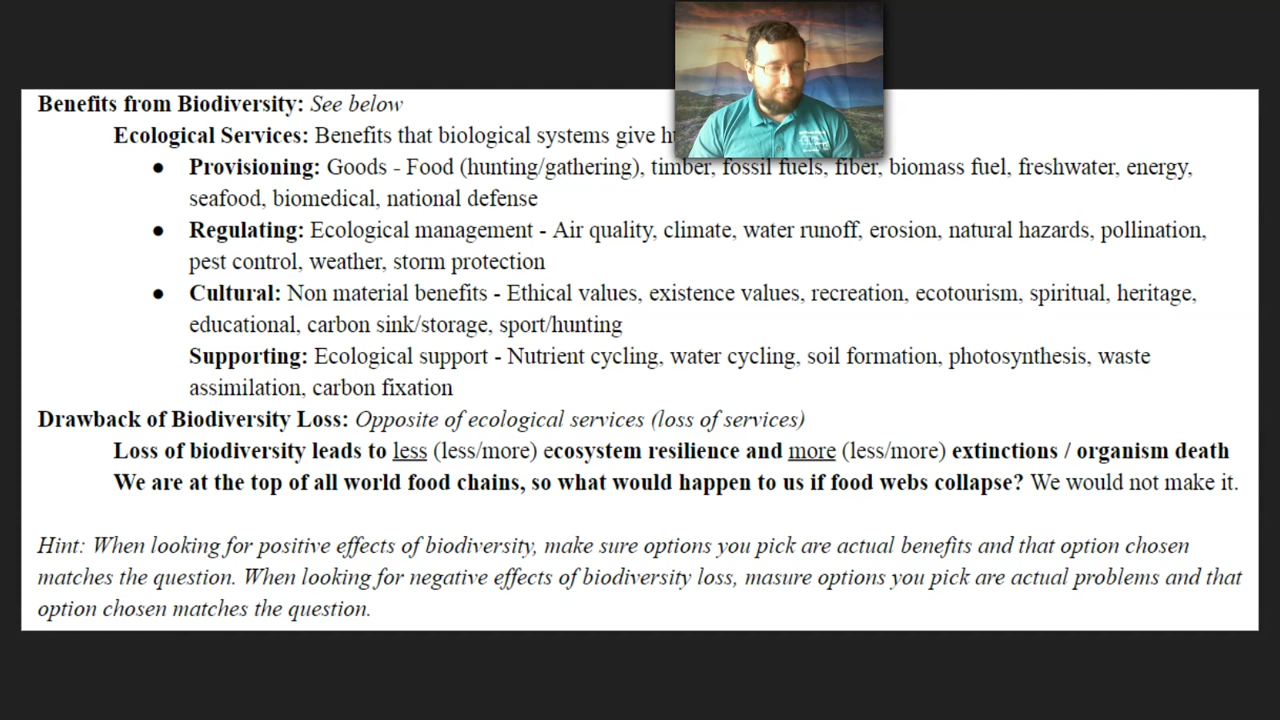 Benefits from Biodiversity: See below
Ecological Services: Benefits that biological systems give
● Provisioning: Goods - Food (hunting/gathering), timber, fossil fuels, fiber, biomass fuel, freshwater, energy,
seafood, biomedical, national defense
● Regulating: Ecological management - Air quality, climate, water runoff, erosion, natural hazards, pollination,
pest control, weather, storm protection
● Cultural: Non material benefits - Ethical values, existence values, recreation, ecotourism, spiritual, heritage,
educational, carbon sink/storage, sport/hunting
Supporting: Ecological support - Nutrient cycling, water cycling, soil formation, photosynthesis, waste
assimilation, carbon fixation
Drawback of Biodiversity Loss: Opposite of ecological services (loss of services)
Loss of biodiversity leads to less (less/more) ecosystem resilience and more (less/more) extinctions / organism death
We are at the top of all world food chains, so what would happen to us if food webs collapse? We would not make it.
Hint: When looking for positive effects of biodiversity, make sure options you pick are actual benefits and that option chosen
matches the question. When looking for negative effects of biodiversity loss, masure options you pick are actual problems and that
option chosen matches the question.